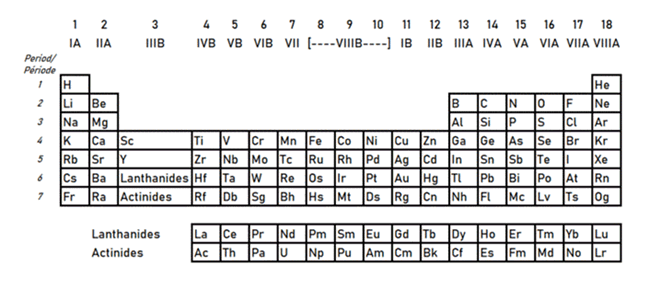 1 2 3 4 5 6 7 8 9 10 11 12 13 14 15 16 17 18
IA IIA IIIB IVB VB VIB VII [----VIIIB----] IB IIB IIIA IVA VA VIA VIIA VIIIA
Period/
Période
1 H He
2 Li Be B C N O F Ne
3 Na Mg Al Si P S Cl Ar
4 K Ca Sc Ti V Cr Mn Fe Co Ni Cu Zn Ga Ge As Se Br Kr
5 Rb Sr Y Zr Nb Mo Tc Ru Rh Pd Ag Cd In Sn Sb Te I Xe
6 Cs Ba Lanthanides Hf Ta W Re Os Ir Pt Au Hg Tl Pb Bi Po At Rn
7 Fr Ra Actinides Rf Db Sg Bh Hs Mt Ds Rg Cn Nh Fl Mc Lv Ts Og
Lanthanides La Ce Pr Nd Pm Sm Eu Gd Tb Dy Ho Er Tm Yb Lu
Actinides Ac Th Pa U Np Pu Am Cm Bk Cf Es Fm Md No Lr